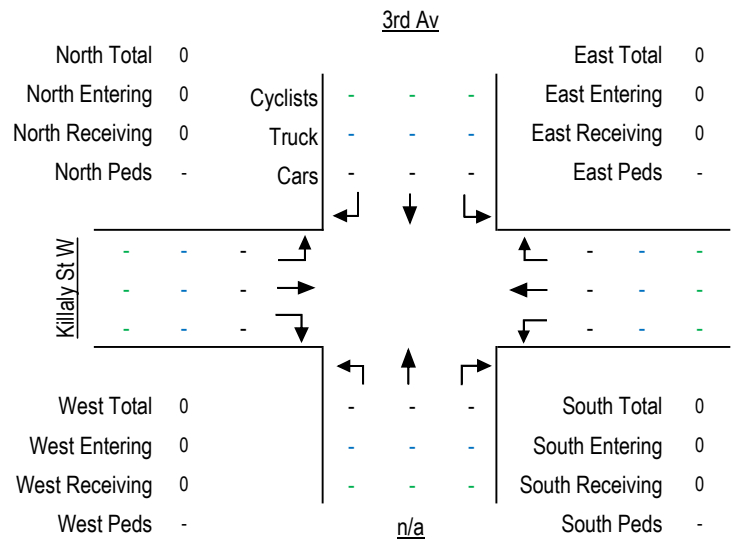 3rd Av
North Total 0 East Total 0
North Entering 0 Cyclists - - - East Entering 0
North Receiving 0 Truck - - - East Receiving 0
North Peds - Cars - - - East Peds -
Killaly St W
- - - - - -
- - - - - -
- - - - - -
West Total 0 - - - South Total 0
West Entering 0 - - - South Entering 0
West Receiving 0 - - - South Receiving 0
West Peds - n/a South Peds -